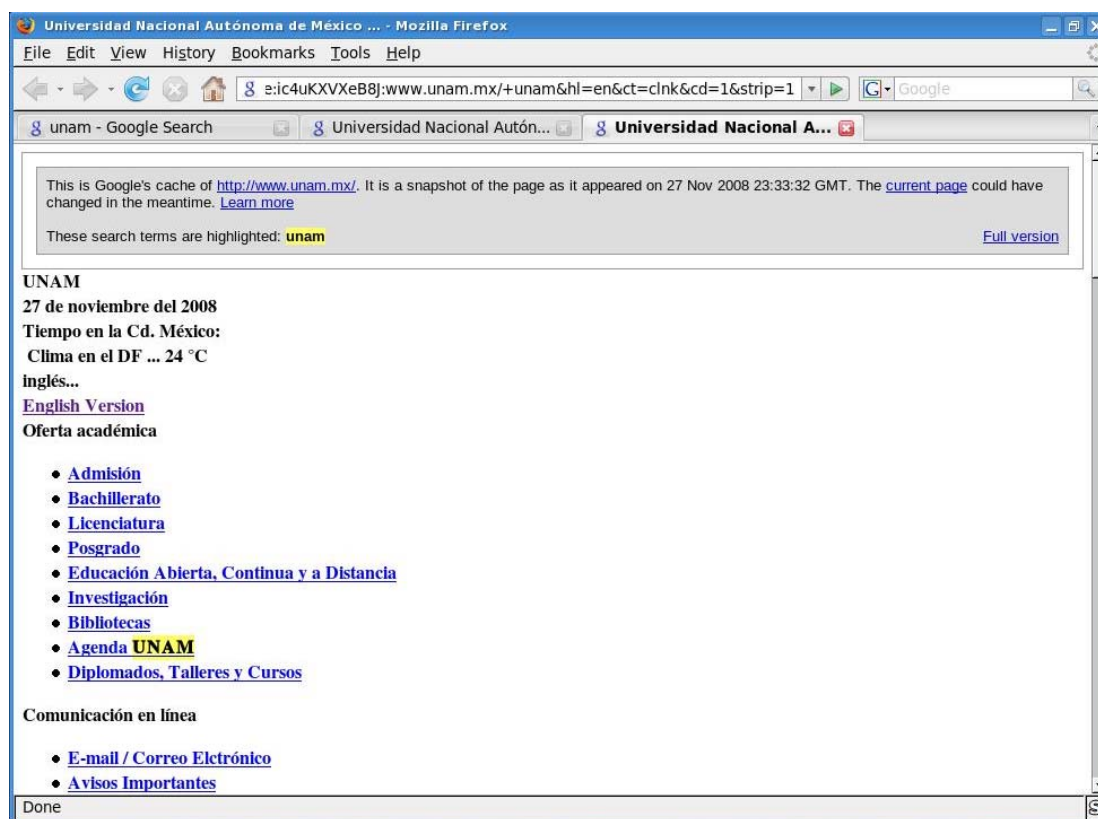 Universidad Nacional Autónoma de México ... - Mozilla Firefox
File Edit View History Bookmarks Tools Help
e:ic4uKXVXeB8J:www.unam.mx/+unam&hl=en&ct=clnk&cd=1&strip=1 G Google
unam - Google Search Universidad Nacional Autón... Universidad Nacional A...
This is Google's cache of http://www.unam.mx/. It is a snapshot of the page as it appeared on 27 Nov 2008 23:33:32 GMT. The current page could have
changed in the meantime. Learn more
These search terms are highlighted: unam Full version
UNAM
27 de noviembre del 2008
Tiempo en la Cd. México:
Clima en el DF ... 24 °C
inglés...
English Version
Oferta académica
Admisión
Bachillerato
Licenciatura
Posgrado
Educación Abierta, Continua y a Distancia
Investigación
Bibliotecas
Agenda UNAM
Diplomados, Talleres y Cursos
Comunicación en línea
E-mail / Correo Elctrónico
Avisos Importantes
Done